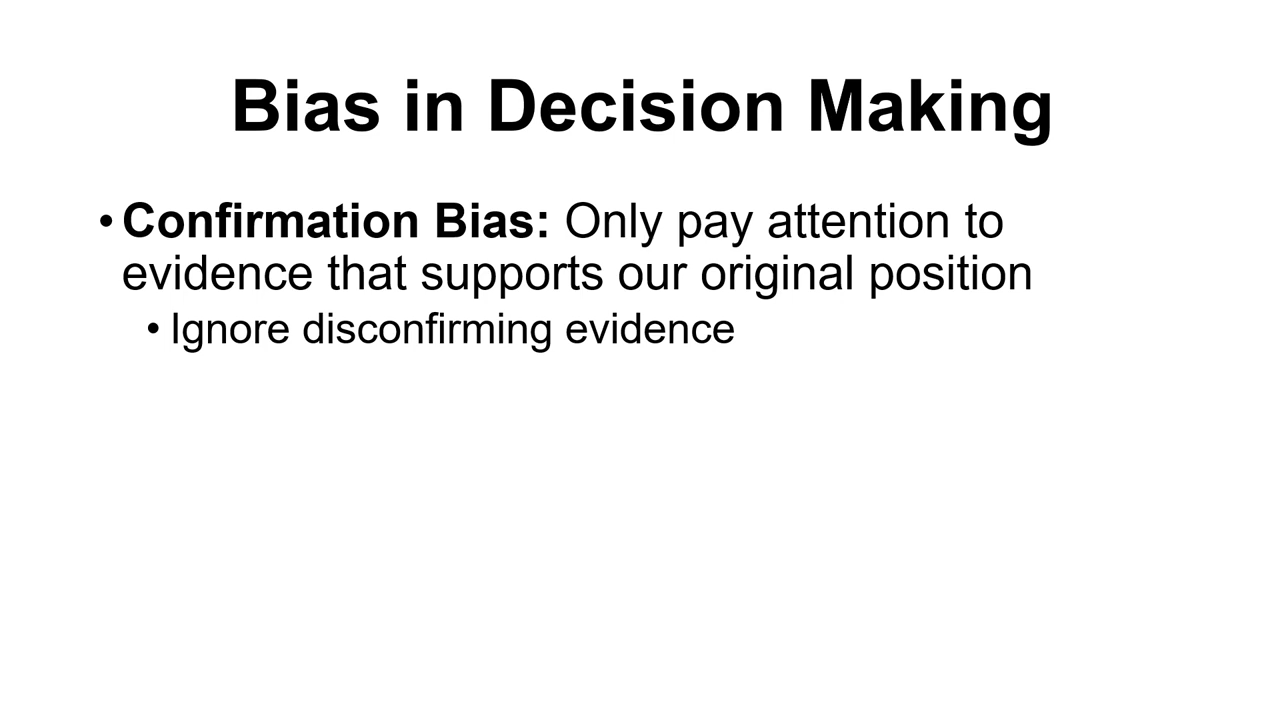 Bias in Decision Making
• Confirmation Bias: Only pay attention to
evidence that supports our original position
• Ignore disconfirming evidence